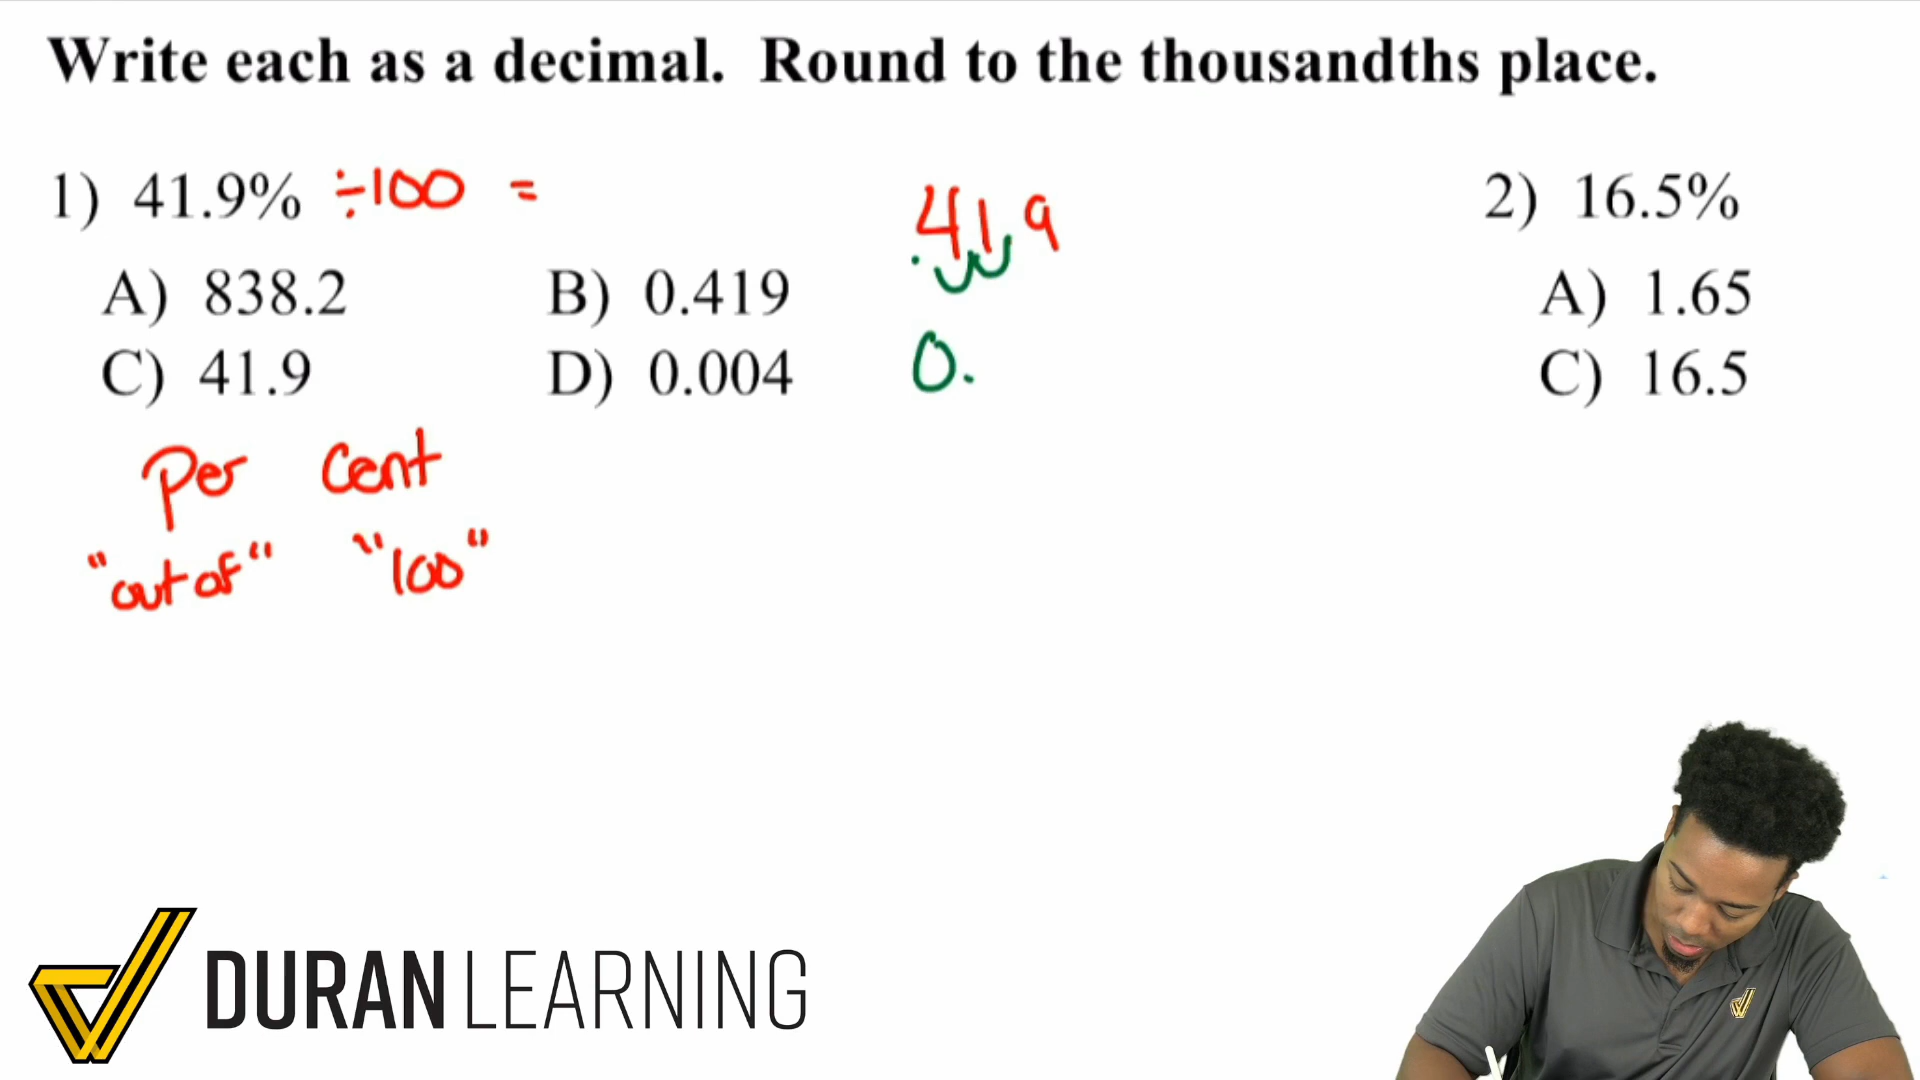 Write each as a decimal. Round to the thousandths place.
1) 41.9% ÷100 =
41.9
2) 16.5%
A) 838.2
B) 0.419
C) 41.9
D) 0.004
0.
A) 1.65
C) 16.5
Per Cent
"out of" "100"
DURAN LEARNING